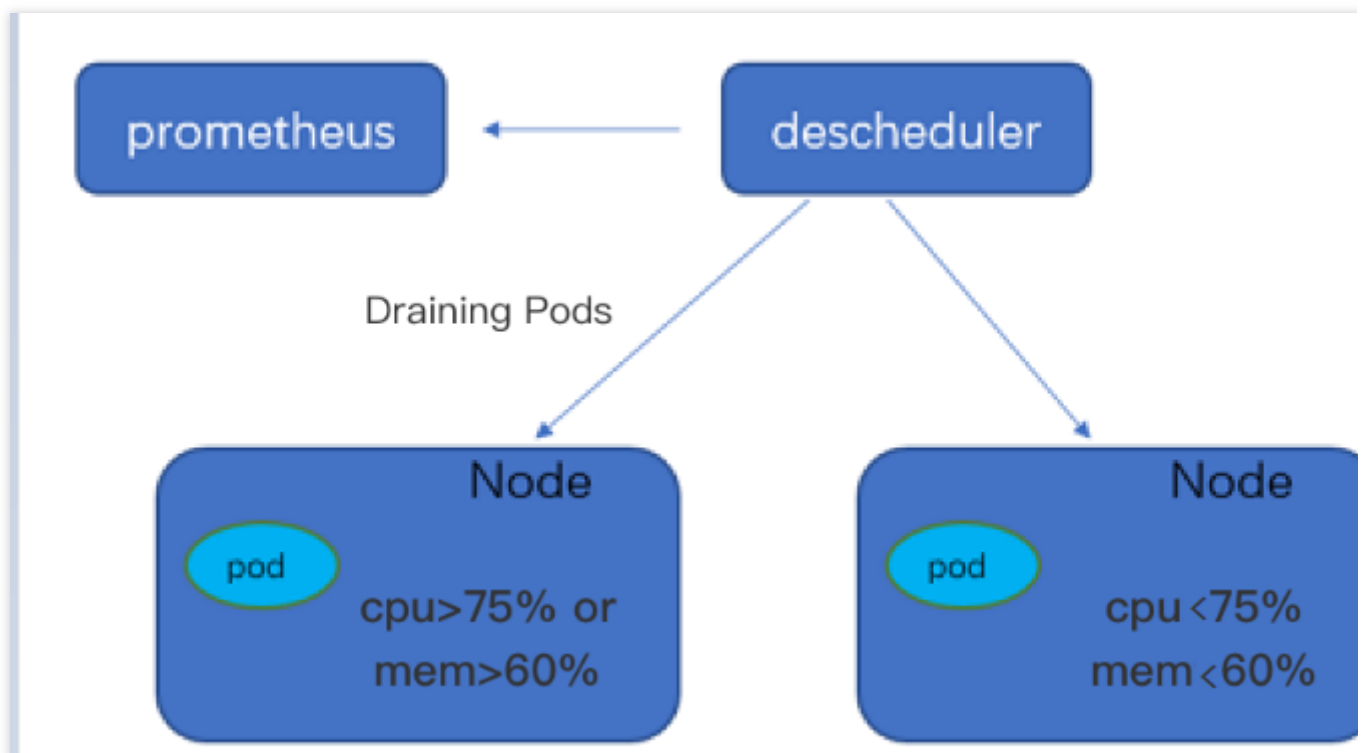 prometheus
descheduler
Draining Pods
Node
pod
cpu>75% or
mem>60%
Node
pod
cpu<75%
mem<60%